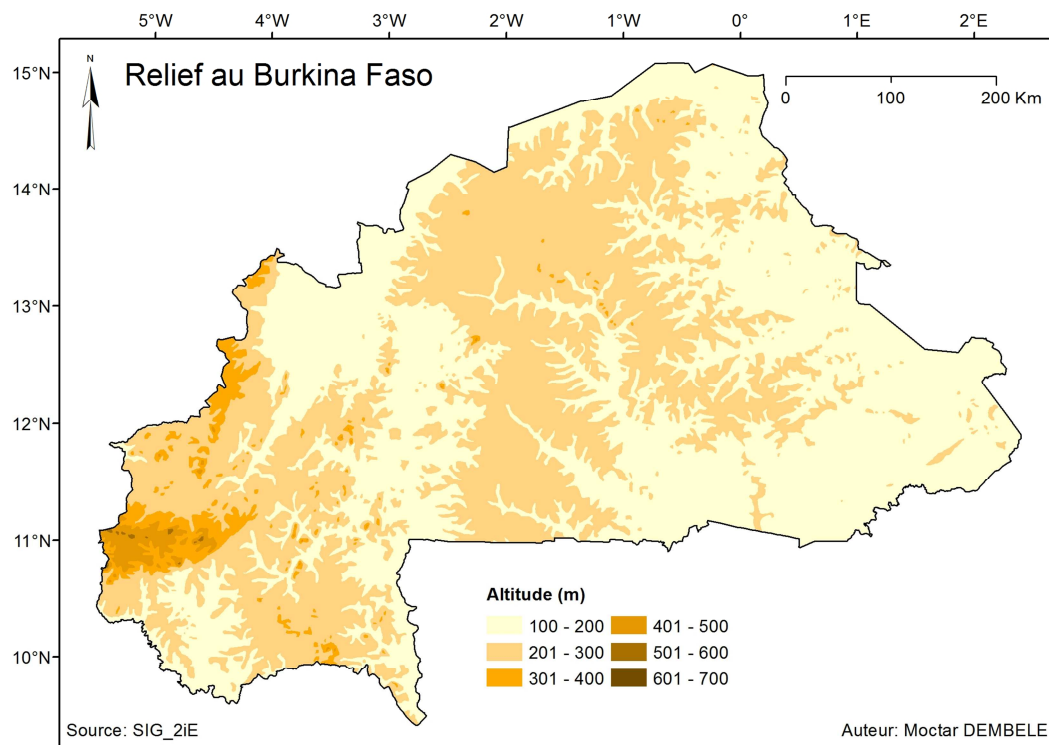 5°W 4°W 3°W 2°W 1°W 0° 1°E 2°E
15°N
14°N
13°N
12°N
11°N
10°N
N
Relief au Burkina Faso
0 100 200 Km
Altitude (m)
100 - 200
201 - 300
301 - 400
401 - 500
501 - 600
601 - 700
Source: SIG_2iE
Auteur: Moctar DEMBELE